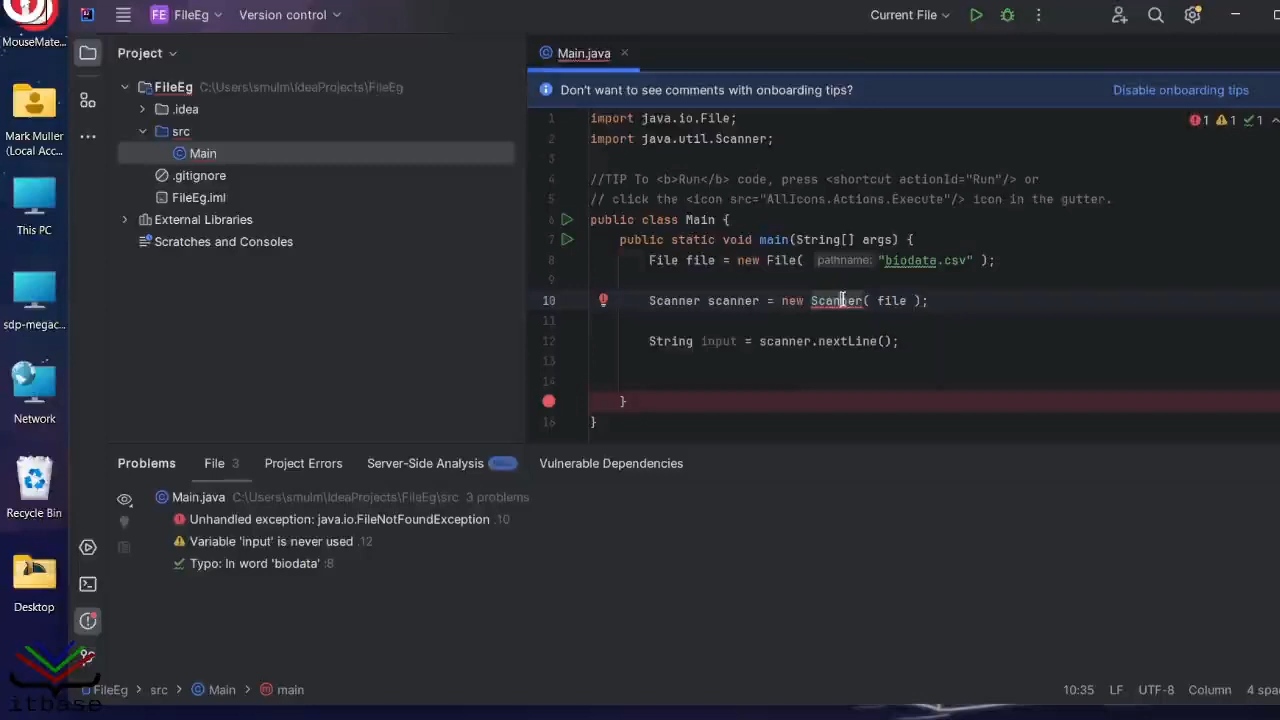 MouseMate...
Mark Muller
(Local Acc...
This PC
sdp-megac...
Network
Recycle Bin
Desktop
itbase
FE FileEg Version control
Current File
Project
FileEg C:\Users\smulm\IdeaProjects\FileEg
.idea
src
Main
.gitignore
FileEg.iml
External Libraries
Scratches and Consoles
Main.java
Don't want to see comments with onboarding tips? Disable onboarding tips
1 import java.io.File;
2 import java.util.Scanner;
3
4 //TIP To <b>Run</b> code, press <shortcut actionId="Run"/> or
5 // click the <icon src="AllIcons.Actions.Execute"/> icon in the gutter.
6 public class Main {
7 public static void main(String[] args) {
8 File file = new File( pathname: "biodata.csv" );
9
10 Scanner scanner = new Scanner( file );
11
12 String input = scanner.nextLine();
13
14
}
16 }
1 1 1
Problems File 3 Project Errors Server-Side Analysis Vulnerable Dependencies
Main.java C:\Users\smulm\IdeaProjects\FileEg\src 3 problems
Unhandled exception: java.io.FileNotFoundException :10
Variable 'input' is never used :12
Typo: In word 'biodata' :8
FileEg > src > Main > main
10:35 LF UTF-8 Column 4 spac